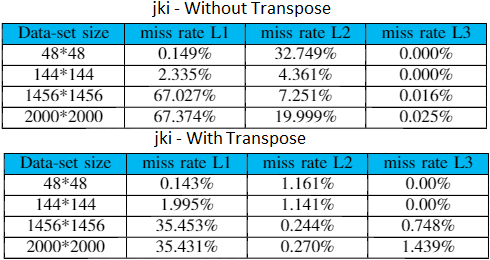 jki - Without Transpose
Data-set size miss rate L1 miss rate L2 miss rate L3
48*48 0.149% 32.749% 0.000%
144*144 2.335% 4.361% 0.000%
1456*1456 67.027% 7.251% 0.016%
2000*2000 67.374% 19.999% 0.025%
jki - With Transpose
Data-set size miss rate L1 miss rate L2 miss rate L3
48*48 0.143% 1.161% 0.00%
144*144 1.995% 1.141% 0.00%
1456*1456 35.453% 0.244% 0.748%
2000*2000 35.431% 0.270% 1.439%